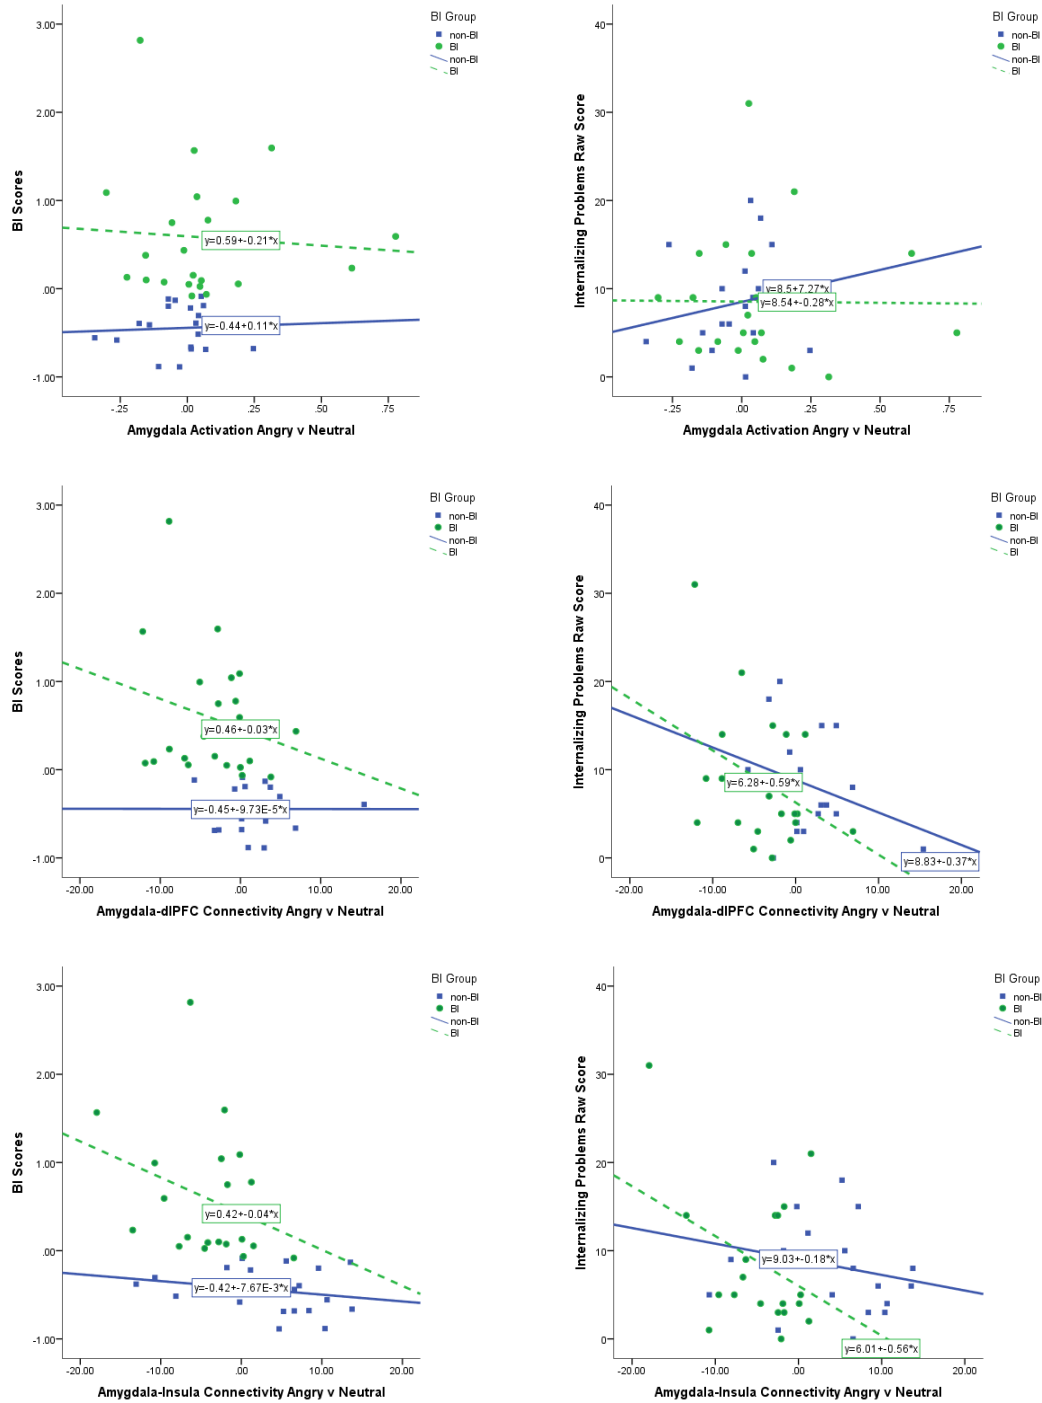 BI Scores
3.00
2.00
1.00
.00
-1.00
-.25
.00
.25
.50
.75
Amygdala Activation Angry v Neutral
BI Group
non-BI
BI
non-BI
BI
y=0.59+-0.21*x
y=-0.44+0.11*x
Internalizing Problems Raw Score
40
30
20
10
0
-.25
.00
.25
.50
.75
Amygdala Activation Angry v Neutral
BI Group
non-BI
BI
non-BI
BI
y=8.5+7.27*x
y=8.54+-0.28*x
BI Scores
3.00
2.00
1.00
.00
-1.00
-20.00
-10.00
.00
10.00
20.00
Amygdala-dlPFC Connectivity Angry v Neutral
BI Group
non-BI
BI
non-BI
BI
y=0.46+-0.03*x
y=-0.45+-9.73E-5*x
Internalizing Problems Raw Score
40
30
20
10
0
-20.00
-10.00
.00
10.00
20.00
Amygdala-dlPFC Connectivity Angry v Neutral
BI Group
non-BI
BI
non-BI
BI
y=6.28+-0.59*x
y=8.83+-0.37*x
BI Scores
3.00
2.00
1.00
.00
-1.00
-20.00
-10.00
.00
10.00
20.00
Amygdala-Insula Connectivity Angry v Neutral
BI Group
non-BI
BI
non-BI
BI
y=0.42+-0.04*x
y=-0.42+-7.67E-3*x
Internalizing Problems Raw Score
40
30
20
10
0
-20.00
-10.00
.00
10.00
20.00
Amygdala-Insula Connectivity Angry v Neutral
BI Group
non-BI
BI
non-BI
BI
y=9.03+-0.18*x
y=6.01+-0.56*x